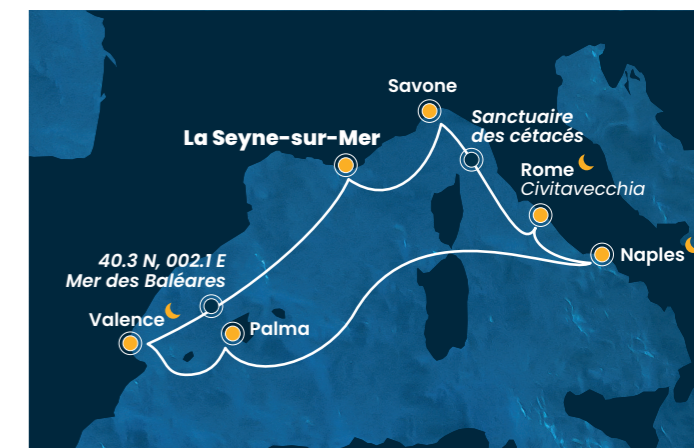 Savone
Sanctuaire
des cétacés
La Seyne-sur-Mer
Rome
Civitavecchia
Naples
40.3 N, 002.1 E
Mer des Baléares
Valence
Palma